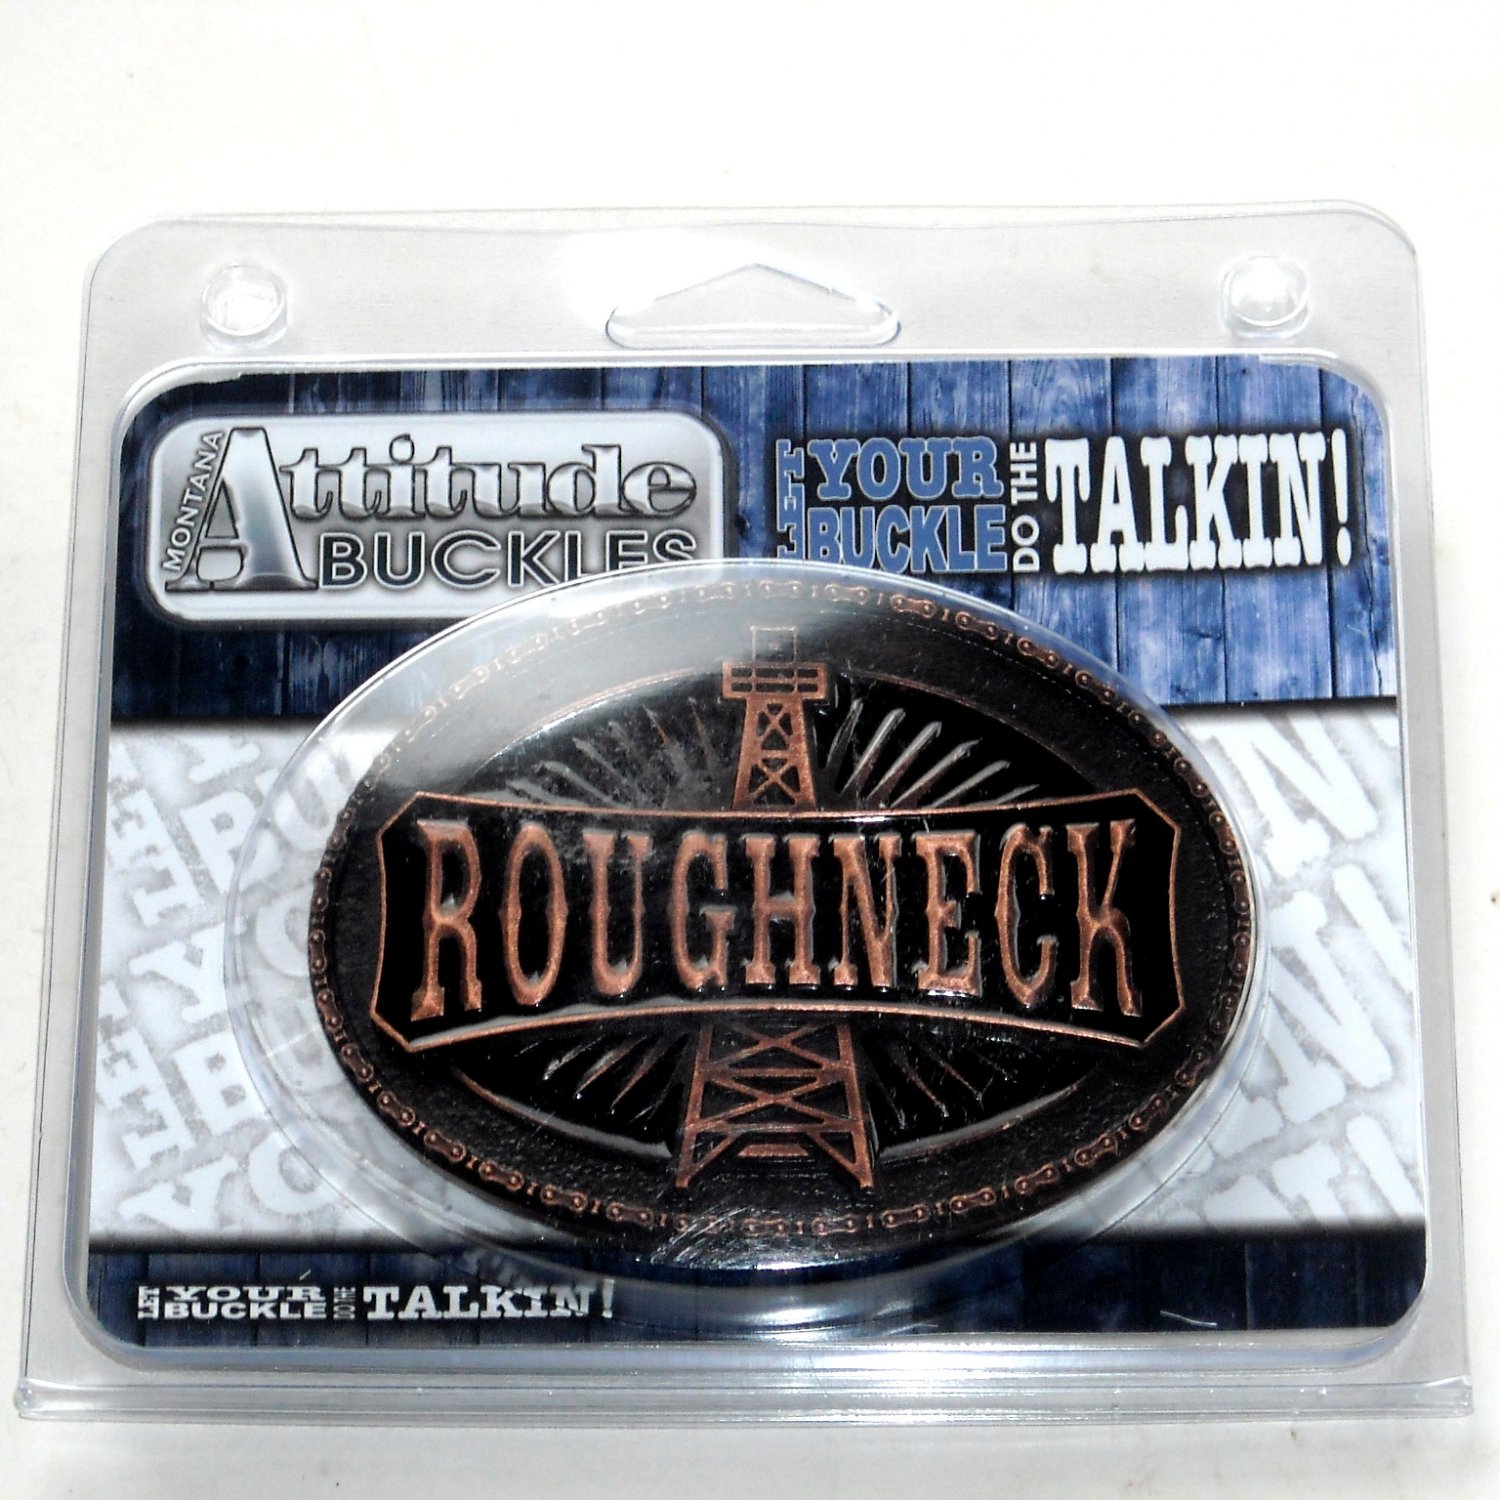 MONTANA
Attitude
BUCKLES
LET
YOUR
BUCKLE
DO THE
TALKIN!
ROUGHNECK
LET
YOUR
BUCKLE
DO THE
TALKIN!